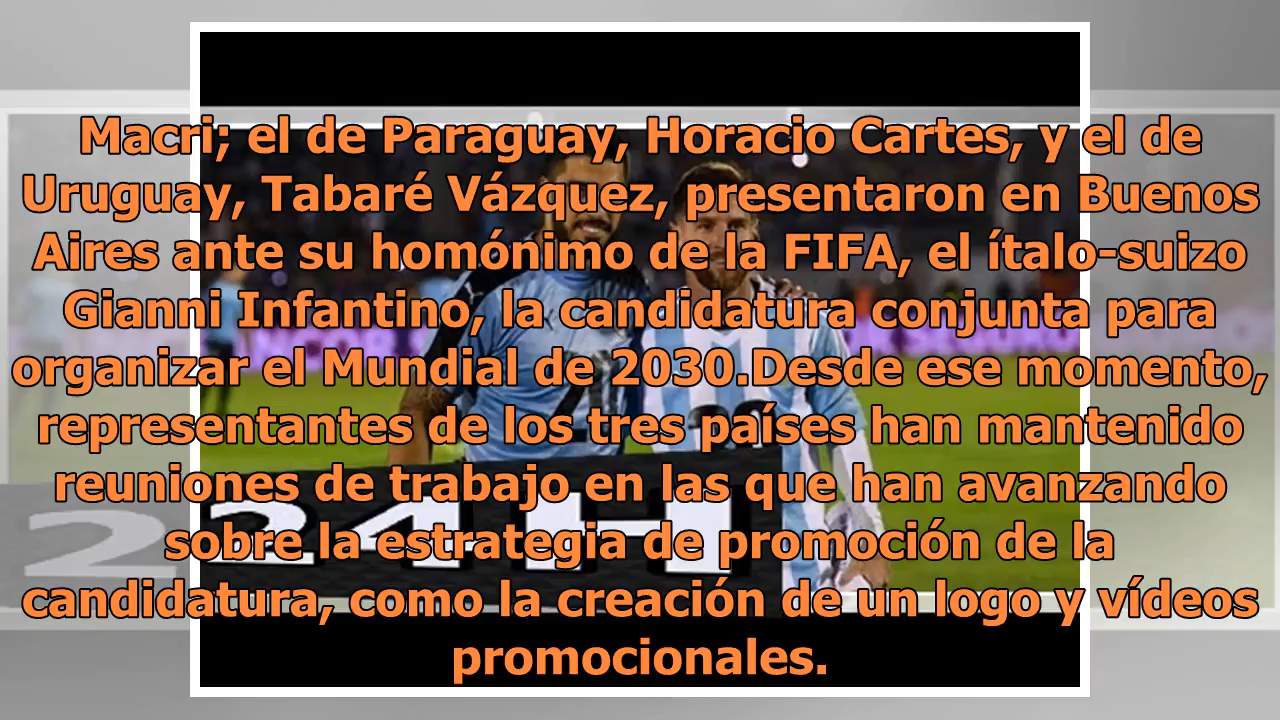 Macri; el de Paraguay, Horacio Cartes, y el de
Uruguay, Tabaré Vázquez, presentaron en Buenos
Aires ante su homónimo de la FIFA, el ítalo-suizo
Gianni Infantino, la candidatura conjunta para
organizar el Mundial de 2030.Desde ese momento,
representantes de los tres países han mantenido
reuniones de trabajo en las que han avanzando
sobre la estrategia de promoción de la
candidatura, como la creación de un logo y vídeos
promocionales.
24H